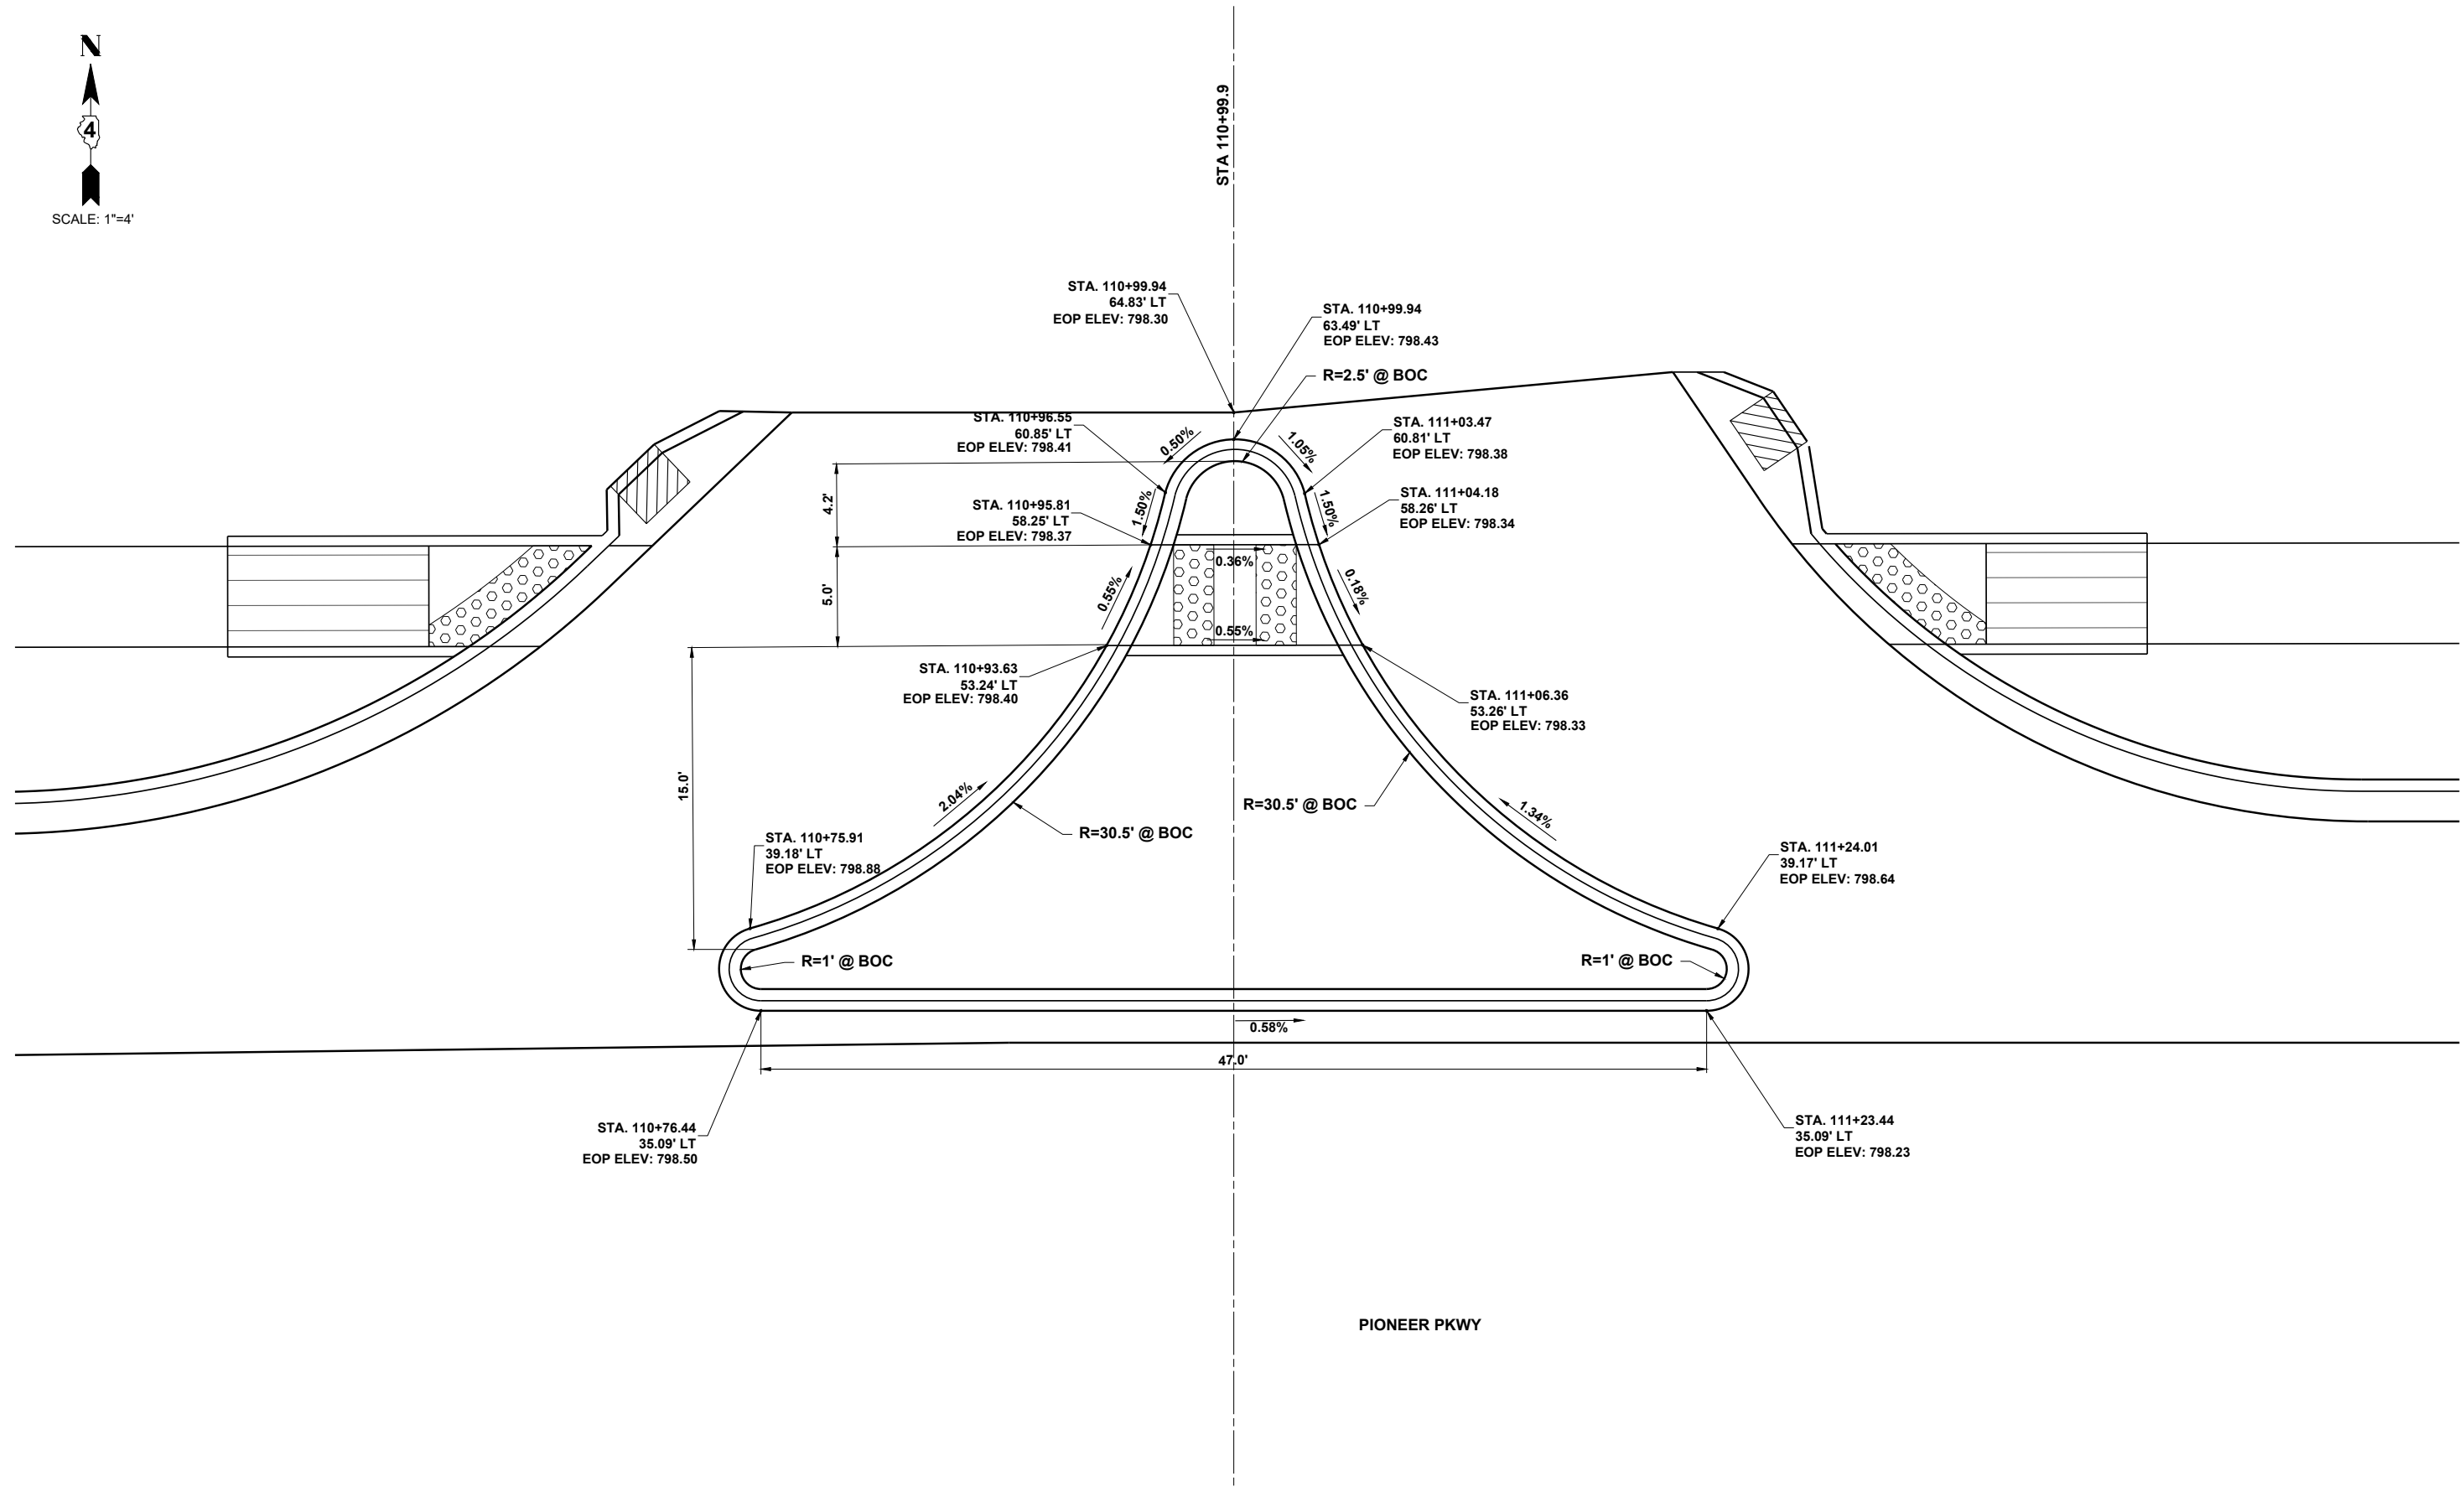 N
4
SCALE: 1"=4'
STA 110+99.9
STA. 110+99.94
64.83' LT
EOP ELEV: 798.30
STA. 110+99.94
63.49' LT
EOP ELEV: 798.43
R=2.5' @ BOC
STA. 110+96.55
60.85' LT
EOP ELEV: 798.41
0.50%
1.05%
STA. 111+03.47
60.81' LT
EOP ELEV: 798.38
4.2'
STA. 110+95.81
58.25' LT
EOP ELEV: 798.37
1.50%
1.50%
STA. 111+04.18
58.26' LT
EOP ELEV: 798.34
0.36%
5.0'
0.55%
0.18%
0.55%
STA. 110+93.63
53.24' LT
EOP ELEV: 798.40
STA. 111+06.36
53.26' LT
EOP ELEV: 798.33
15.0'
2.04%
R=30.5' @ BOC
R=30.5' @ BOC
1.34%
STA. 110+75.91
39.18' LT
EOP ELEV: 798.88
STA. 111+24.01
39.17' LT
EOP ELEV: 798.64
R=1' @ BOC
R=1' @ BOC
0.58%
47.0'
STA. 110+76.44
35.09' LT
EOP ELEV: 798.50
STA. 111+23.44
35.09' LT
EOP ELEV: 798.23
PIONEER PKWY